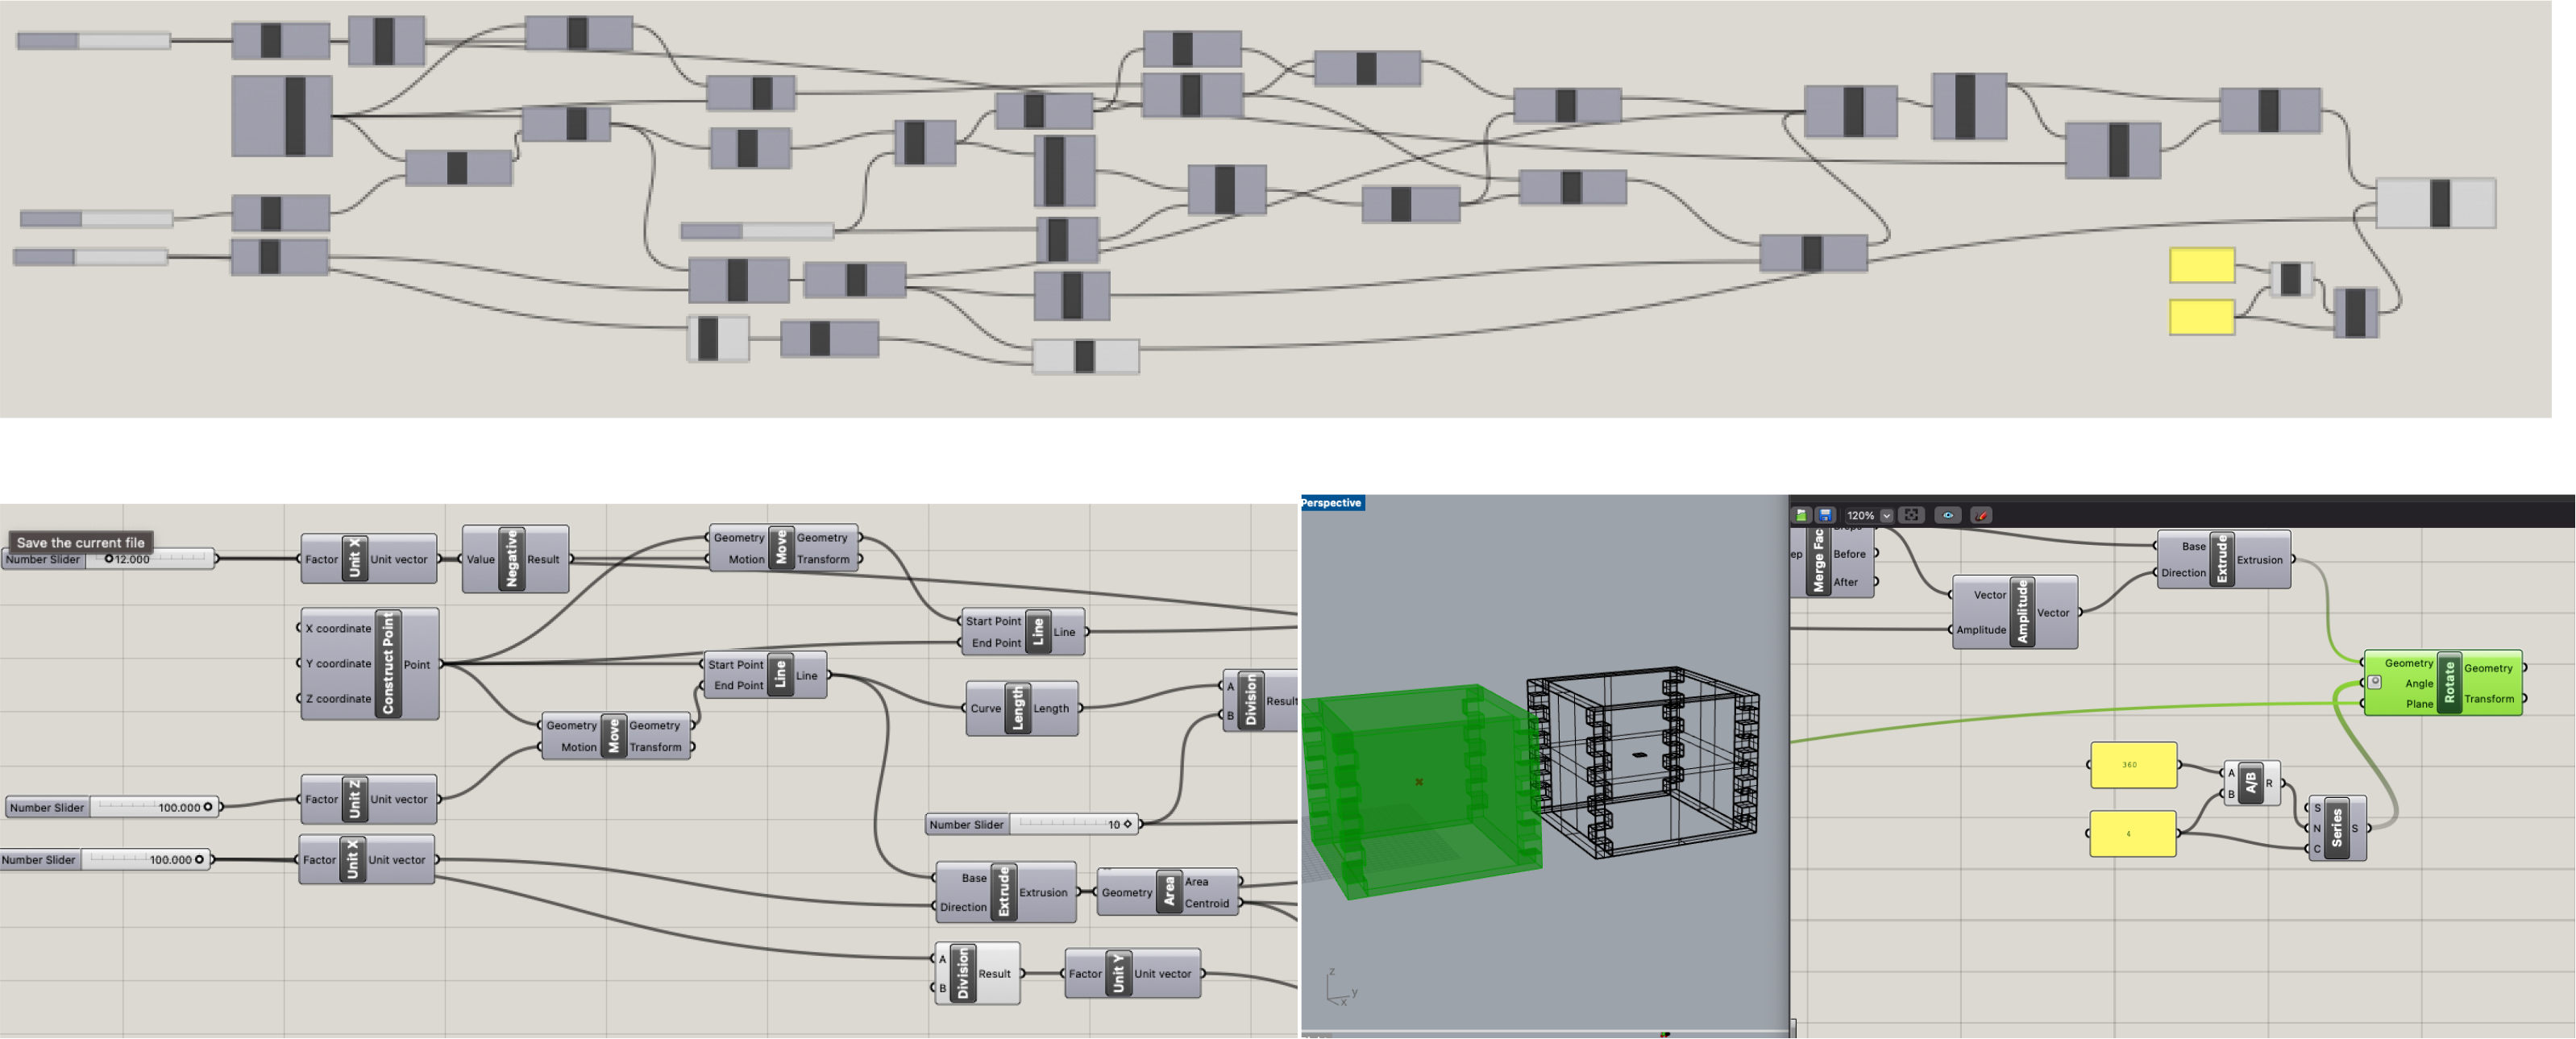 Save the current file
Number Slider 12.000
Factor Unit X Unit vector
Value Negative Result
Geometry Move Geometry
Motion Transform
X coordinate
Y coordinate Construct Point Point
Z coordinate
Start Point Line Line
End Point
Start Point Line Line
End Point
Geometry Move Geometry
Motion Transform
Curve Length Length
A Division Result
B
Number Slider 100.000
Factor Unit Z Unit vector
Number Slider 10
Number Slider 100.000
Factor Unit X Unit vector
Base Extrude Extrusion
Direction
Geometry Area Area
Centroid
A Division Result
B
Factor Unit Y Unit vector
Perspective
z
y
x
120%
Merge
Before
After
Base Extrude Extrusion
Direction
Vector Amplitude Vector
Amplitude
Geometry Rotate Geometry
Angle
Plane Transform
360
4
A A/B R
B
S Series S
N
C